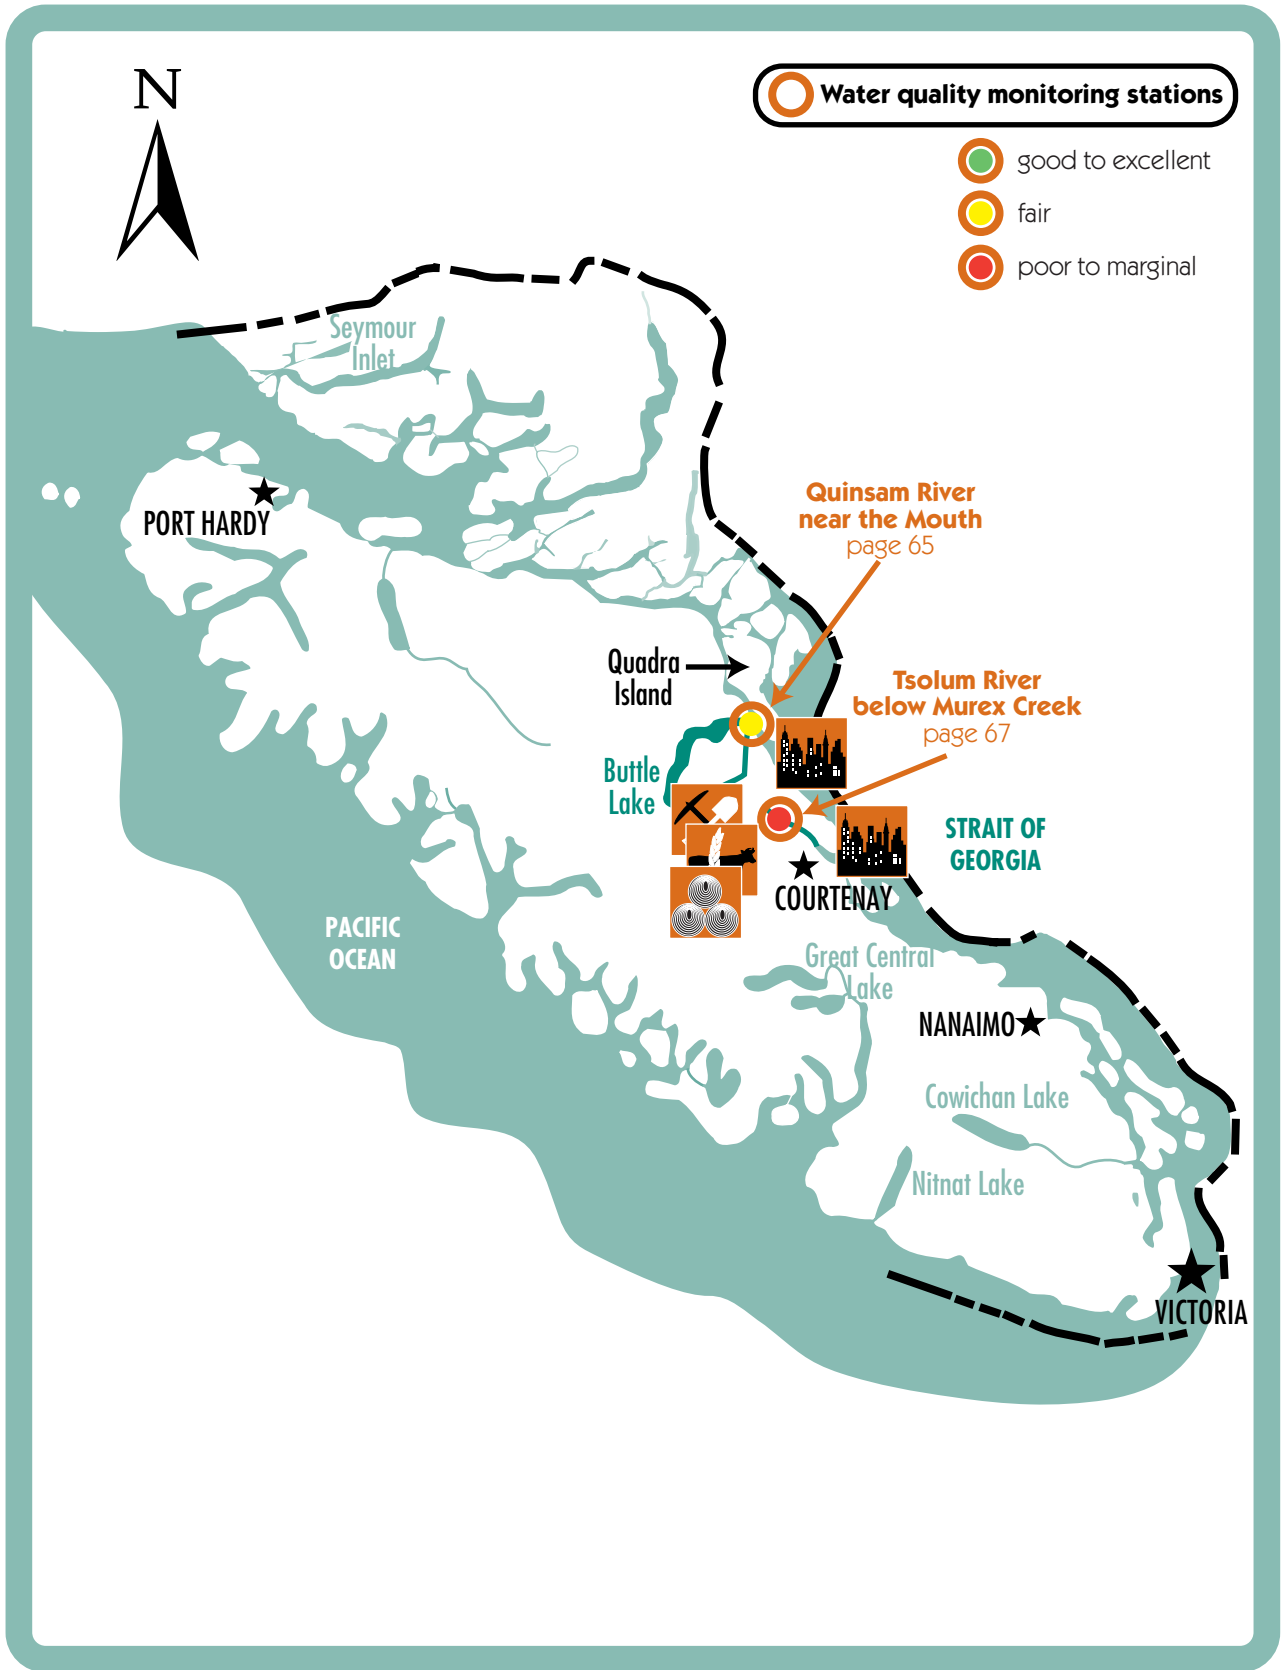 N
Water quality monitoring stations
good to excellent
fair
poor to marginal
Seymour
Inlet
PORT HARDY
Quinsam River
near the Mouth
page 65
Quadra
Island
Tsolum River
below Murex Creek
page 67
Buttle
Lake
STRAIT OF
GEORGIA
COURTENAY
PACIFIC
OCEAN
Great Central
Lake
NANAIMO
Cowichan Lake
Nitnat Lake
VICTORIA